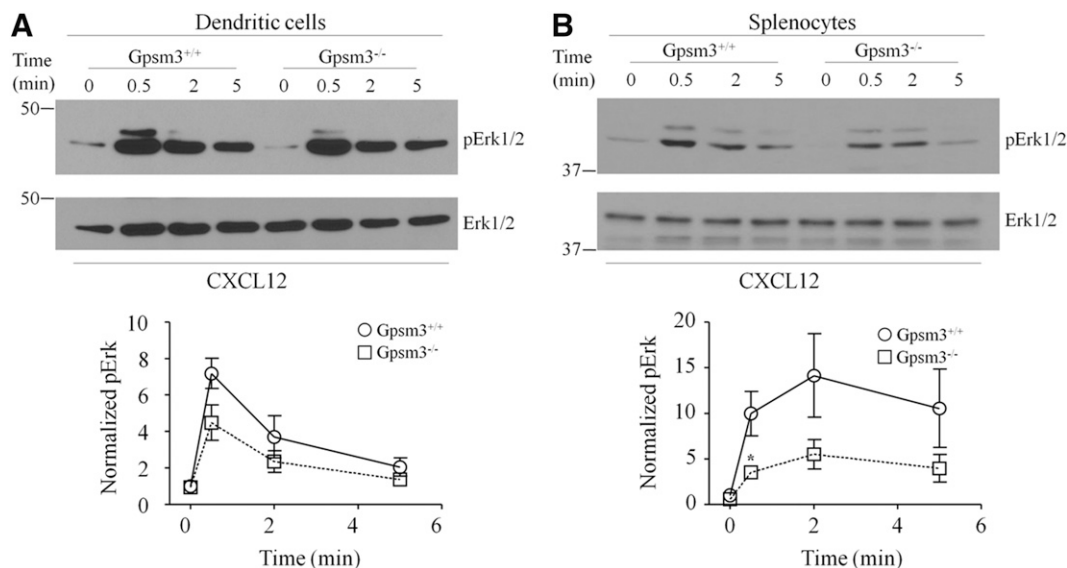 A
Dendritic cells
Time (min)
Gpsm3+/+ Gpsm3-/-
0 0.5 2 5 0 0.5 2 5
50
pErk1/2
50
Erk1/2
CXCL12
10
8
6
4
2
0
Normalized pErk
Gpsm3+/+
Gpsm3-/-
0 2 4 6
Time (min)
B
Splenocytes
Time (min)
Gpsm3+/+ Gpsm3-/-
0 0.5 2 5 0 0.5 2 5
pErk1/2
37
Erk1/2
37
CXCL12
20
15
10
5
0
Normalized pErk
Gpsm3+/+
Gpsm3-/-
*
0 2 4 6
Time (min)